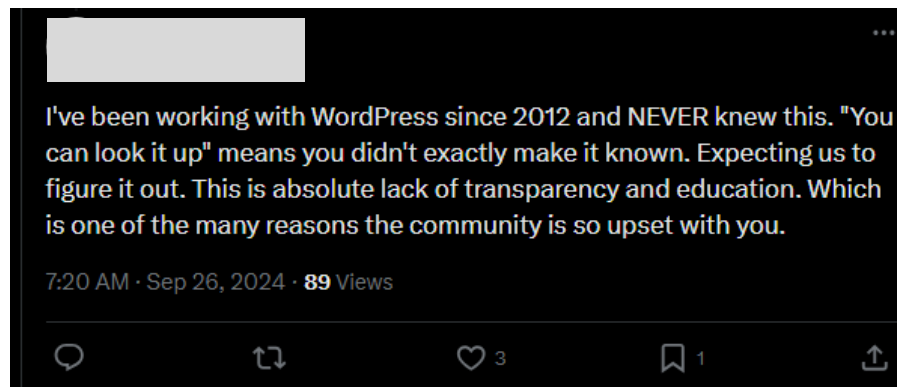 I've been working with WordPress since 2012 and NEVER knew this. "You
can look it up" means you didn't exactly make it known. Expecting us to
figure it out. This is absolute lack of transparency and education. Which
is one of the many reasons the community is so upset with you.
7:20 AM · Sep 26, 2024 · 89 Views
3 1